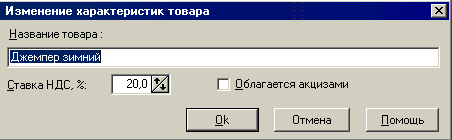 Изменение характеристик товара
Название товара :
Джемпер зимний
Ставка НДС, %: 20,0 Облагается акцизами
Ok Отмена Помощь